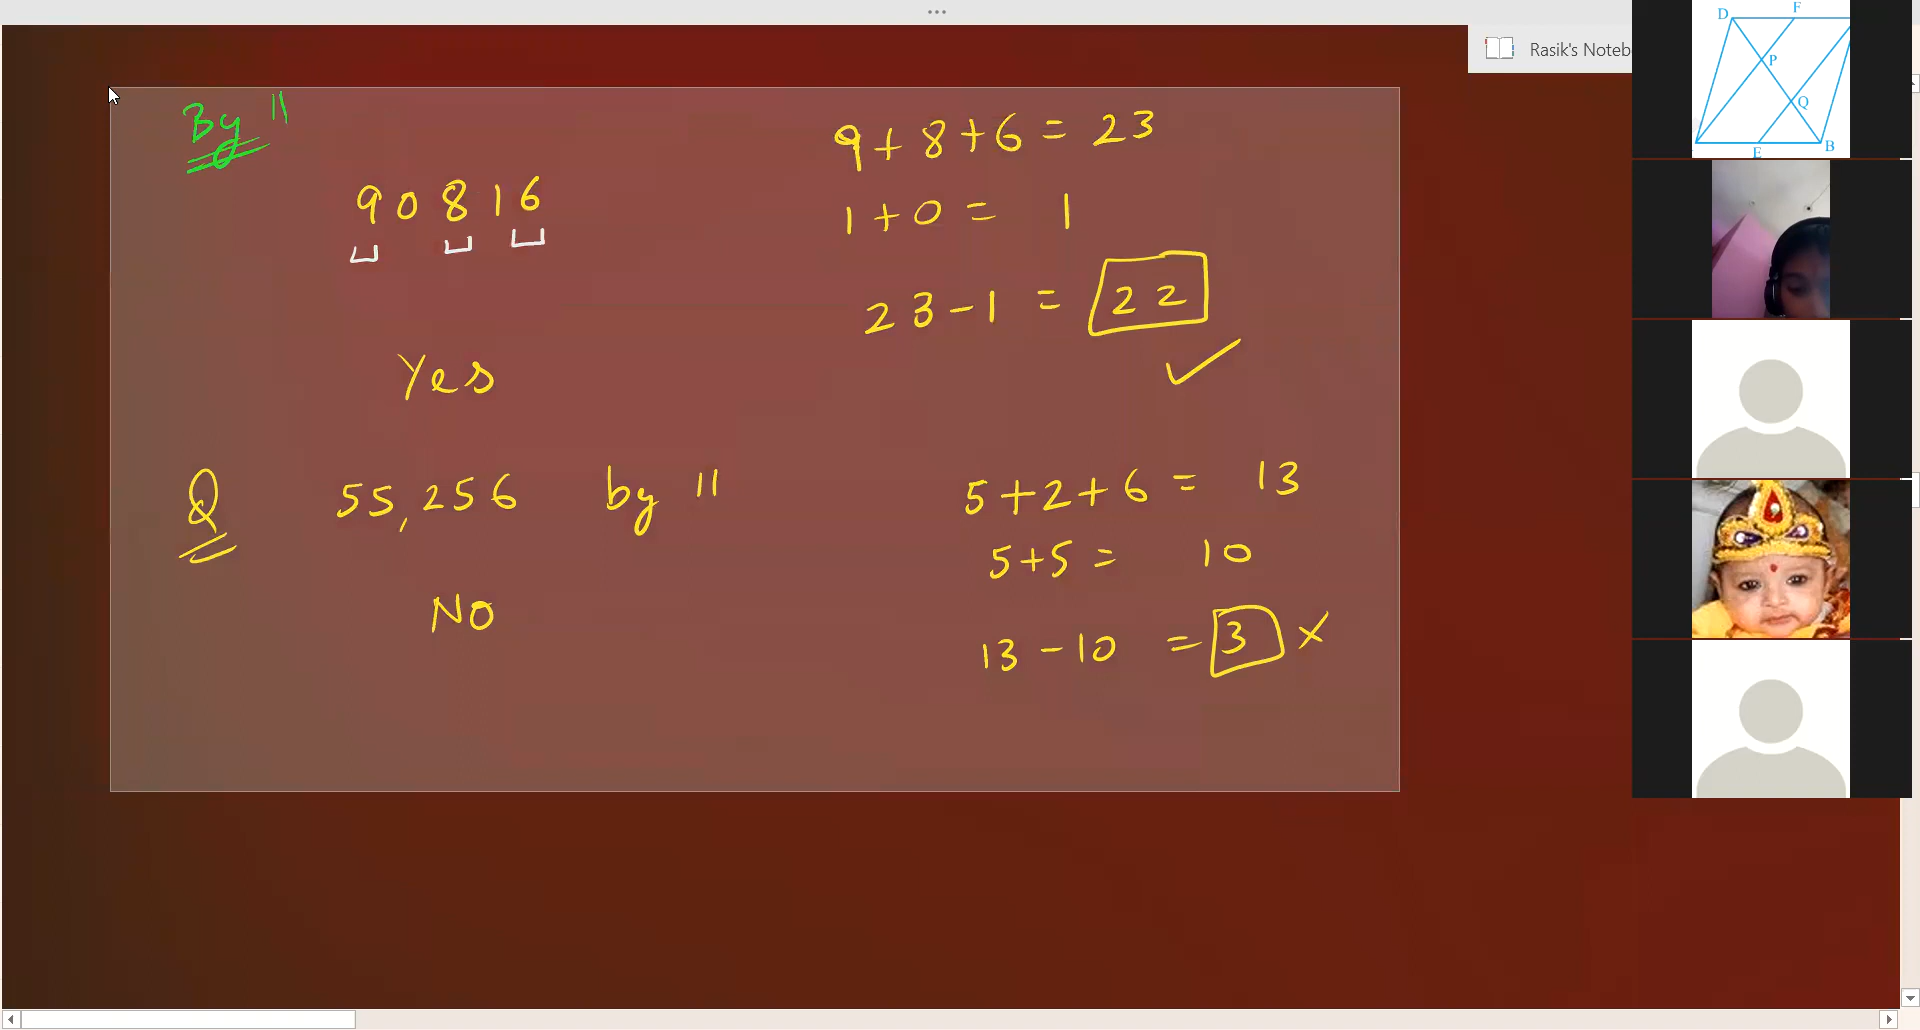 Rasik's Noteb
By 11
90816
Yes
9+8+6 = 23
1+0 = 1
23-1 = 22
Q 55,256 by 11
NO
5+2+6 = 13
5+5 = 10
13-10 = 3 ×
D F
P
Q
E B